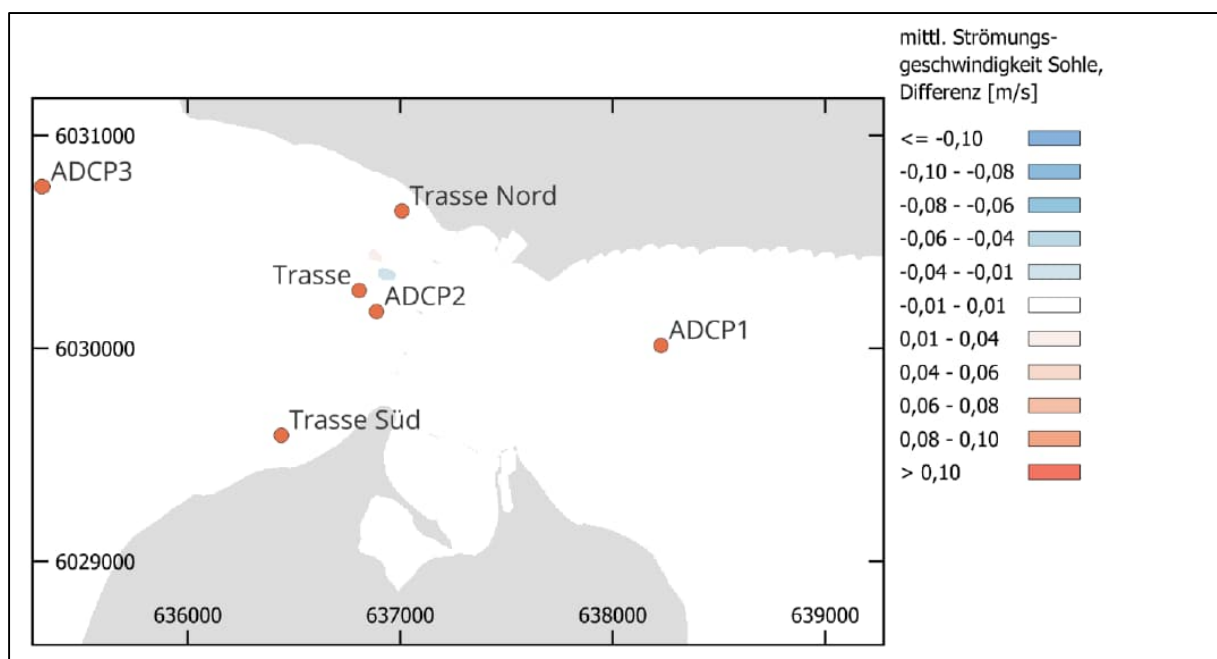 mittl. Strömungs-
geschwindigkeit Sohle,
Differenz [m/s]
<= -0,10
-0,10 - -0,08
-0,08 - -0,06
-0,06 - -0,04
-0,04 - -0,01
-0,01 - 0,01
0,01 - 0,04
0,04 - 0,06
0,06 - 0,08
0,08 - 0,10
> 0,10
6031000
ADCP3
Trasse Nord
Trasse
ADCP2
ADCP1
6030000
Trasse Süd
6029000
636000
637000
638000
639000